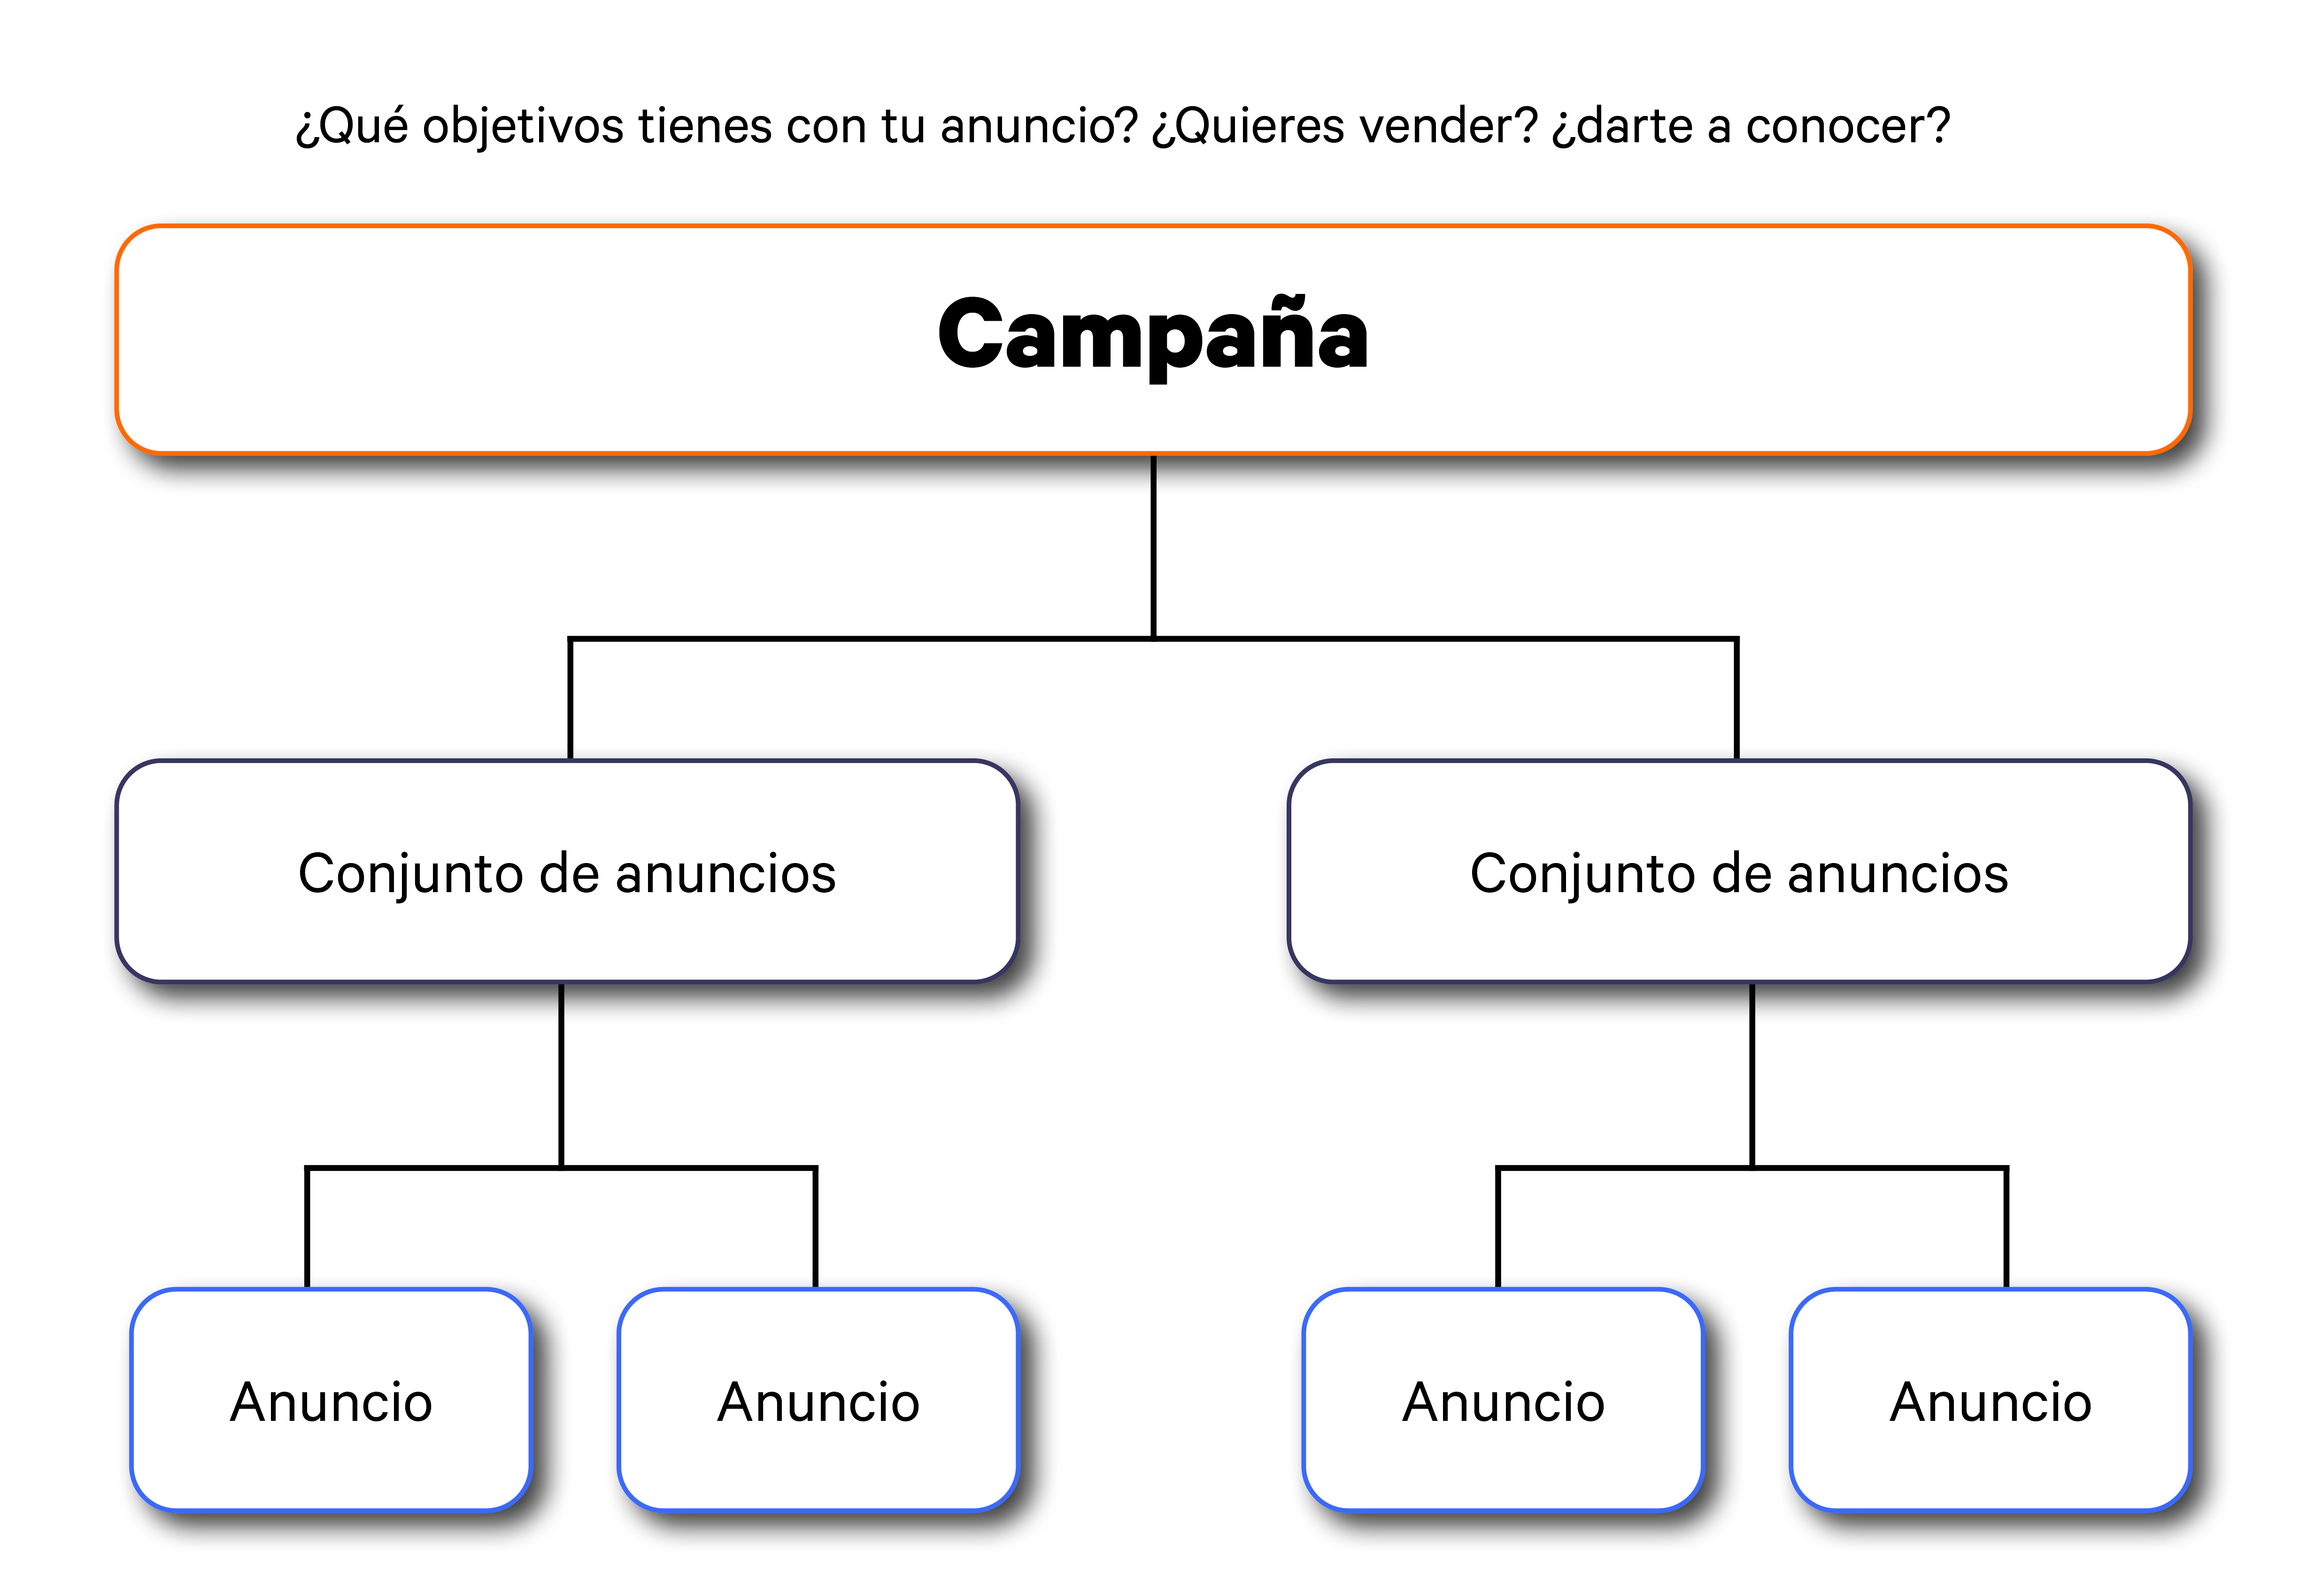 ¿Qué objetivos tienes con tu anuncio? ¿Quieres vender? ¿darte a conocer?
Campaña
Conjunto de anuncios
Conjunto de anuncios
Anuncio
Anuncio
Anuncio
Anuncio